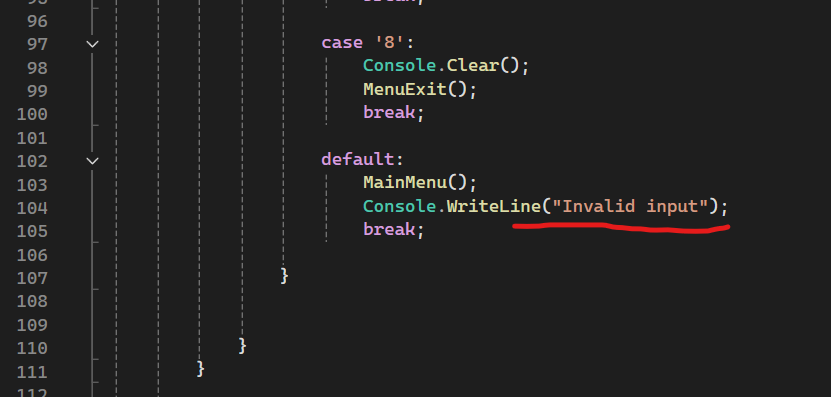 95 break;
96
97 case '8':
98 Console.Clear();
99 MenuExit();
100 break;
101
102 default:
103 MainMenu();
104 Console.WriteLine("Invalid input");
105 break;
106
107 }
108
109
110 }
111 }
112